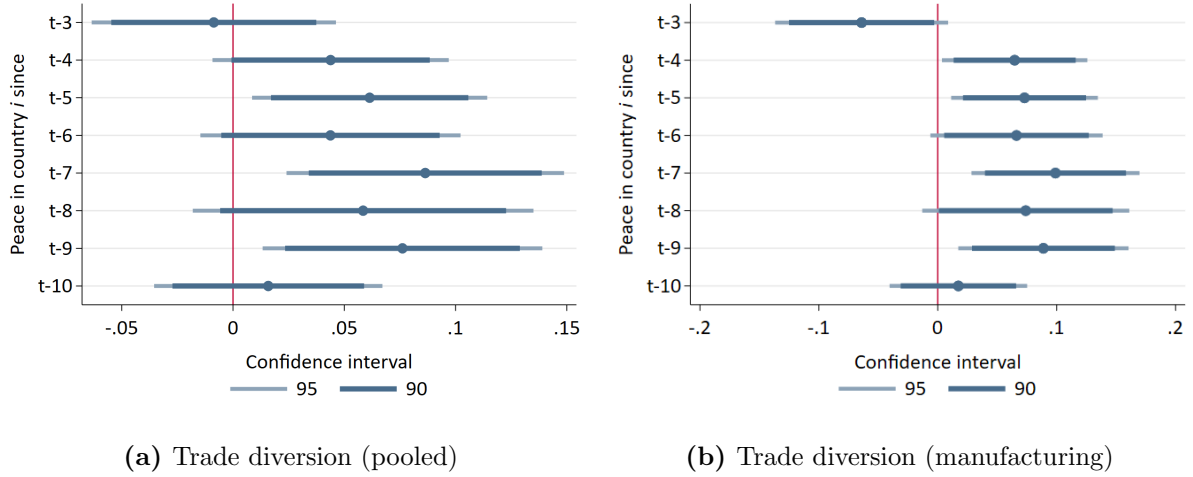 Peace in country i since
t-3
t-4
t-5
t-6
t-7
t-8
t-9
t-10
-.05 0 .05 .1 .15
Confidence interval
95 90
(a) Trade diversion (pooled)
Peace in country i since
t-3
t-4
t-5
t-6
t-7
t-8
t-9
t-10
-.2 -.1 0 .1 .2
Confidence interval
95 90
(b) Trade diversion (manufacturing)